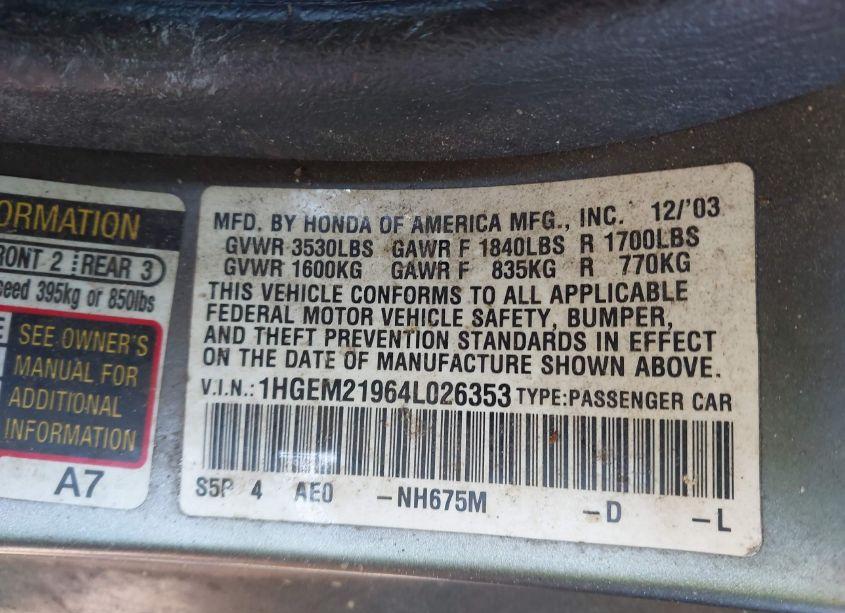 ORMATION
RONT 2 REAR 3
ceed 395kg or 850lbs
E SEE OWNER'S
MANUAL FOR
ADDITIONAL
INFORMATION
A7
MFD. BY HONDA OF AMERICA MFG., INC. 12/'03
GVWR 3530LBS GAWR F 1840LBS R 1700LBS
GVWR 1600KG GAWR F 835KG R 770KG
THIS VEHICLE CONFORMS TO ALL APPLICABLE
FEDERAL MOTOR VEHICLE SAFETY, BUMPER,
AND THEFT PREVENTION STANDARDS IN EFFECT
ON THE DATE OF MANUFACTURE SHOWN ABOVE.
V.I.N.: 1HGEM21964L026353 TYPE:PASSENGER CAR
S5P 4 AE0 -NH675M -D -L